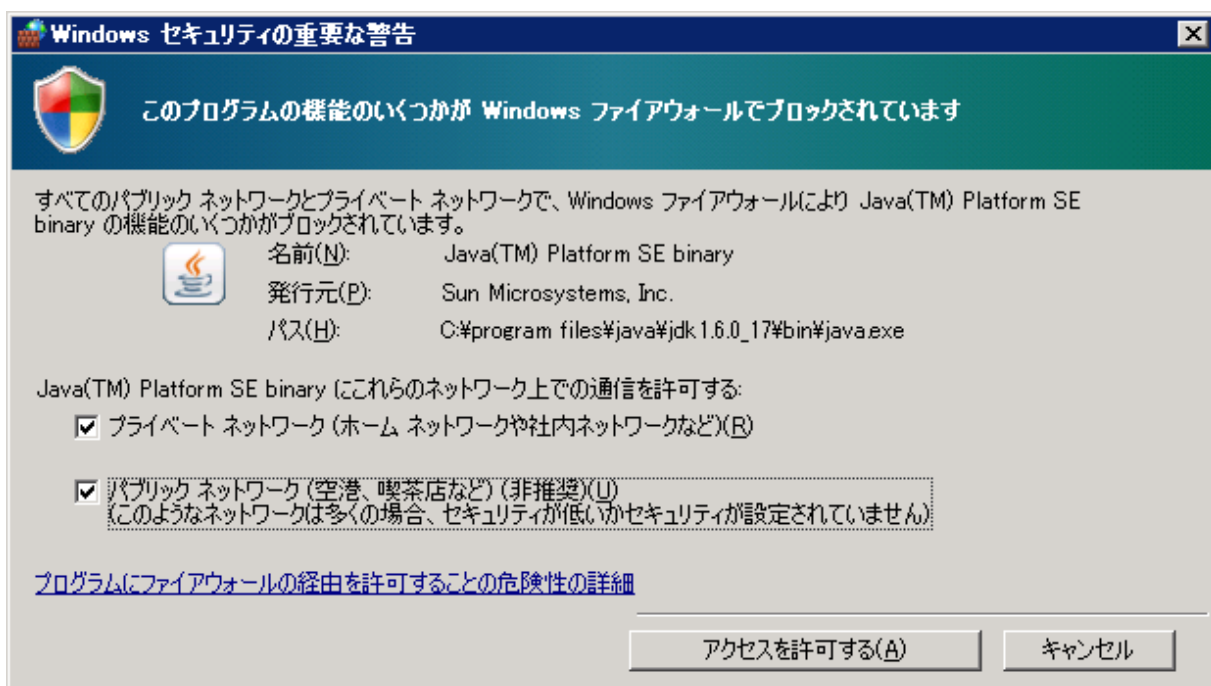 Windows セキュリティの重要な警告
このプログラムの機能のいくつかが Windows ファイアウォールでブロックされています
すべてのパブリック ネットワークとプライベート ネットワークで、Windows ファイアウォールにより Java(TM) Platform SE
binary の機能のいくつかがブロックされています。
名前(N): Java(TM) Platform SE binary
発行元(P): Sun Microsystems, Inc.
パス(H): C:¥program files¥java¥jdk1.6.0_17¥bin¥java.exe
Java(TM) Platform SE binary にこれらのネットワーク上での通信を許可する:
プライベート ネットワーク (ホーム ネットワークや社内ネットワークなど)(R)
パブリック ネットワーク (空港、喫茶店など) (非推奨)(U)
(このようなネットワークは多くの場合、セキュリティが低いかセキュリティが設定されていません)
プログラムにファイアウォールの経由を許可することの危険性の詳細
アクセスを許可する(A) キャンセル